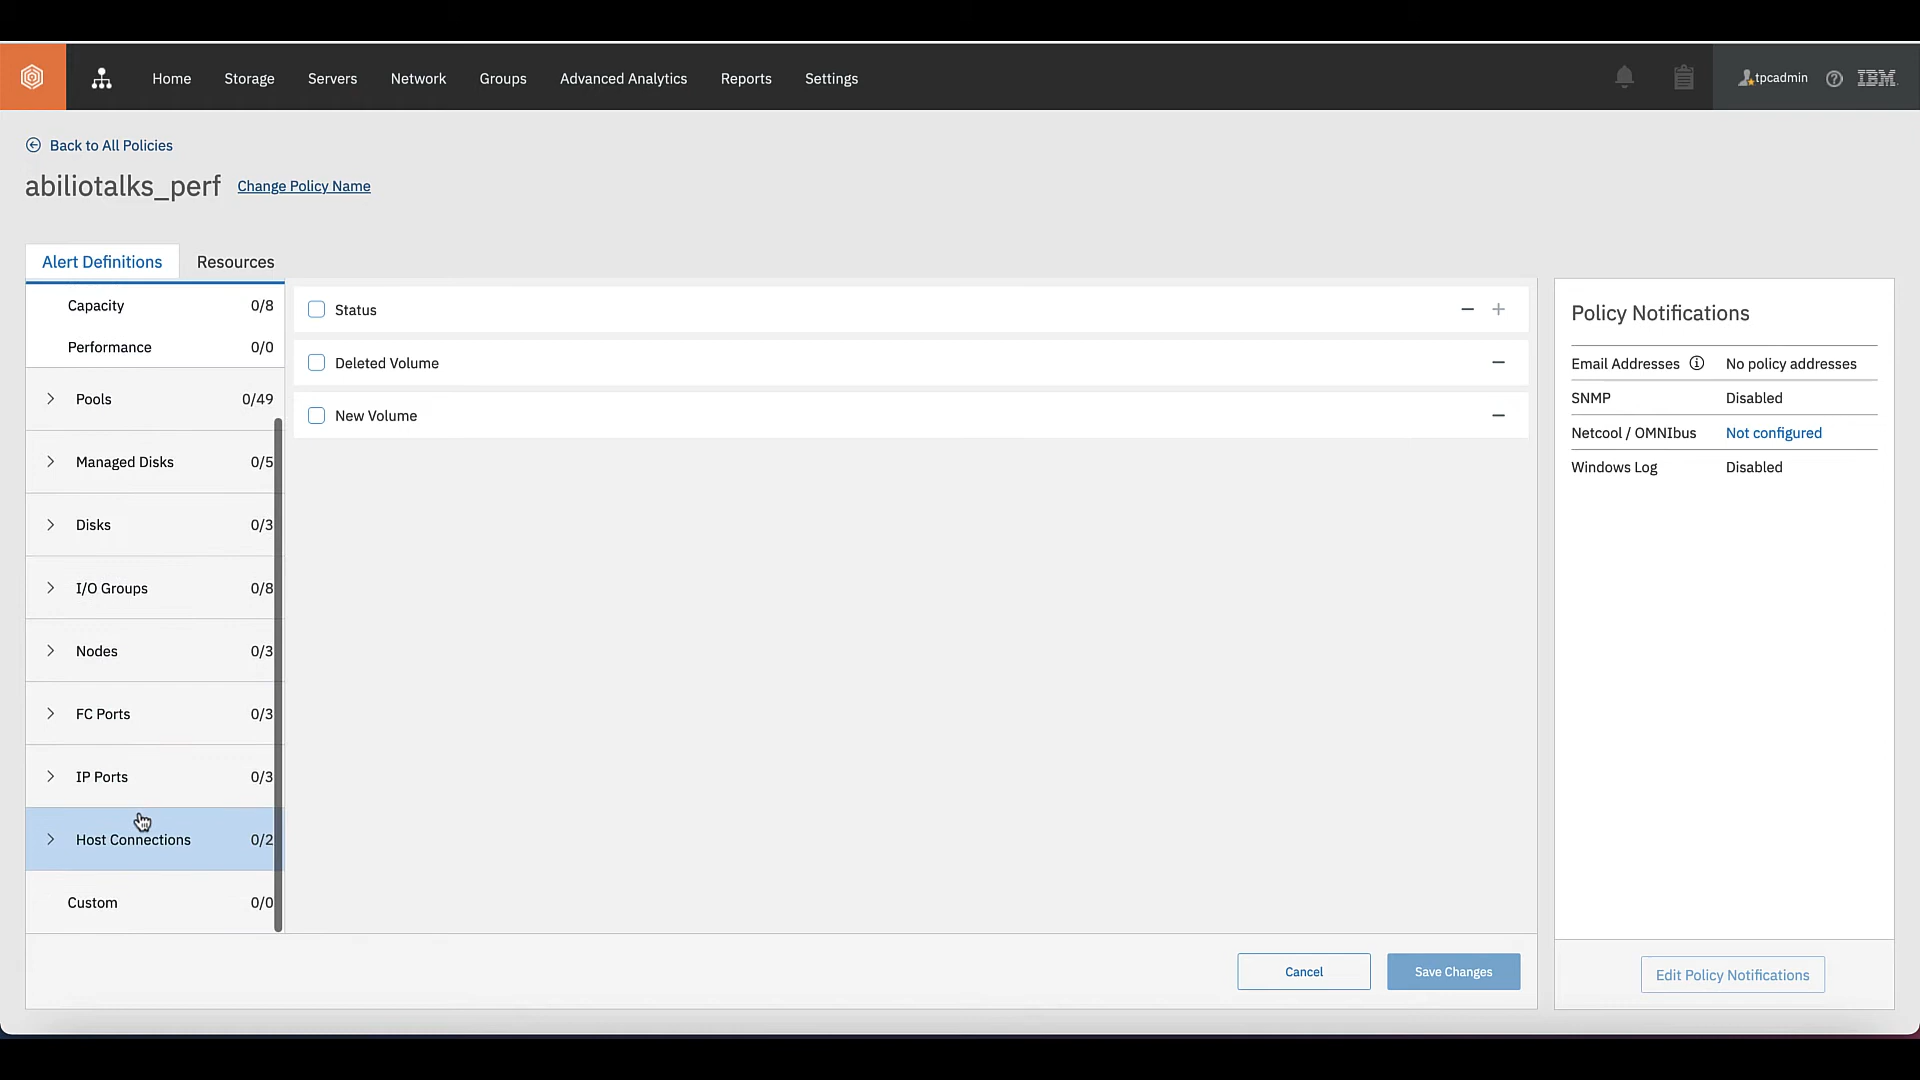 Home Storage Servers Network Groups Advanced Analytics Reports Settings tpcadmin IBM
Back to All Policies
abiliotalks_perf Change Policy Name
Alert Definitions Resources
Capacity 0/8
Performance 0/0
Pools 0/49
Managed Disks 0/5
Disks 0/3
I/O Groups 0/8
Nodes 0/3
FC Ports 0/3
IP Ports 0/3
Host Connections 0/2
Custom 0/0
Status
Deleted Volume
New Volume
Cancel Save Changes
Policy Notifications
Email Addresses No policy addresses
SNMP Disabled
Netcool / OMNIbus Not configured
Windows Log Disabled
Edit Policy Notifications